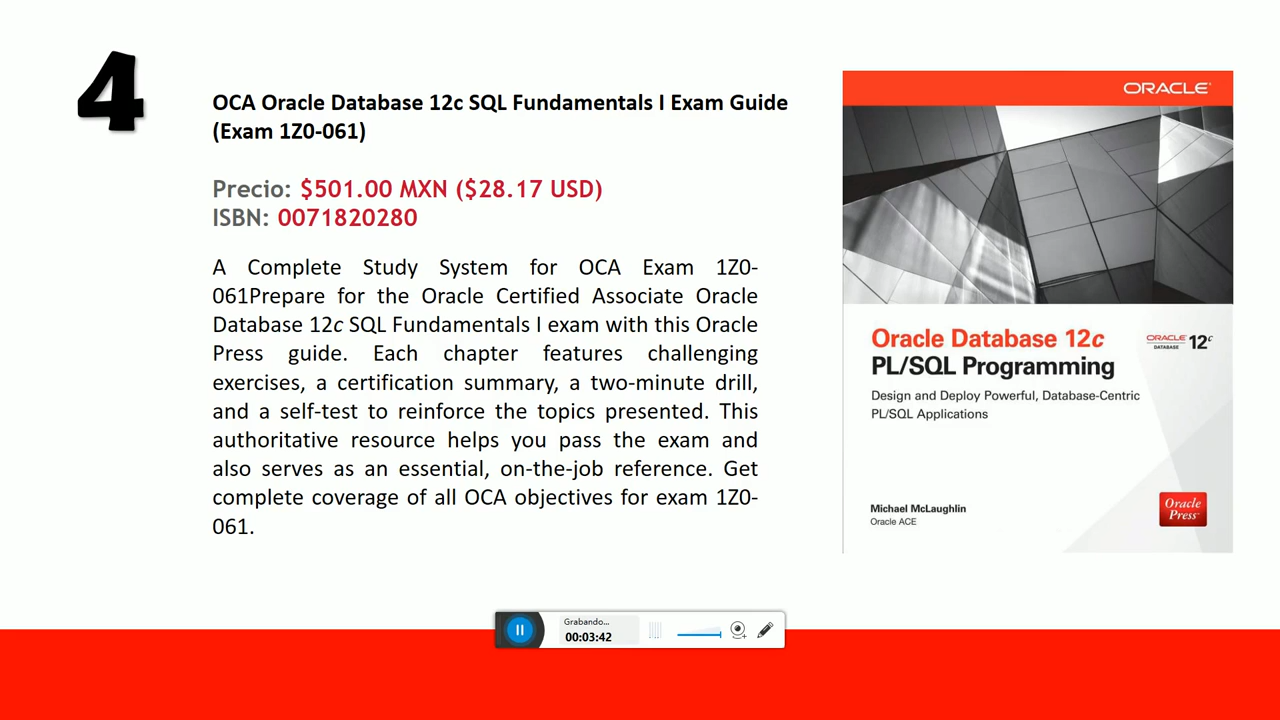 4
OCA Oracle Database 12c SQL Fundamentals I Exam Guide
(Exam 1Z0-061)
Precio: $501.00 MXN ($28.17 USD)
ISBN: 0071820280
A Complete Study System for OCA Exam 1Z0-
061Prepare for the Oracle Certified Associate Oracle
Database 12c SQL Fundamentals I exam with this Oracle
Press guide. Each chapter features challenging
exercises, a certification summary, a two-minute drill,
and a self-test to reinforce the topics presented. This
authoritative resource helps you pass the exam and
also serves as an essential, on-the-job reference. Get
complete coverage of all OCA objectives for exam 1Z0-
061.
ORACLE
Oracle Database 12c
PL/SQL Programming
ORACLE
DATABASE
12c
Design and Deploy Powerful, Database-Centric
PL/SQL Applications
Michael McLaughlin
Oracle ACE
Oracle
Press
Grabando...
00:03:42